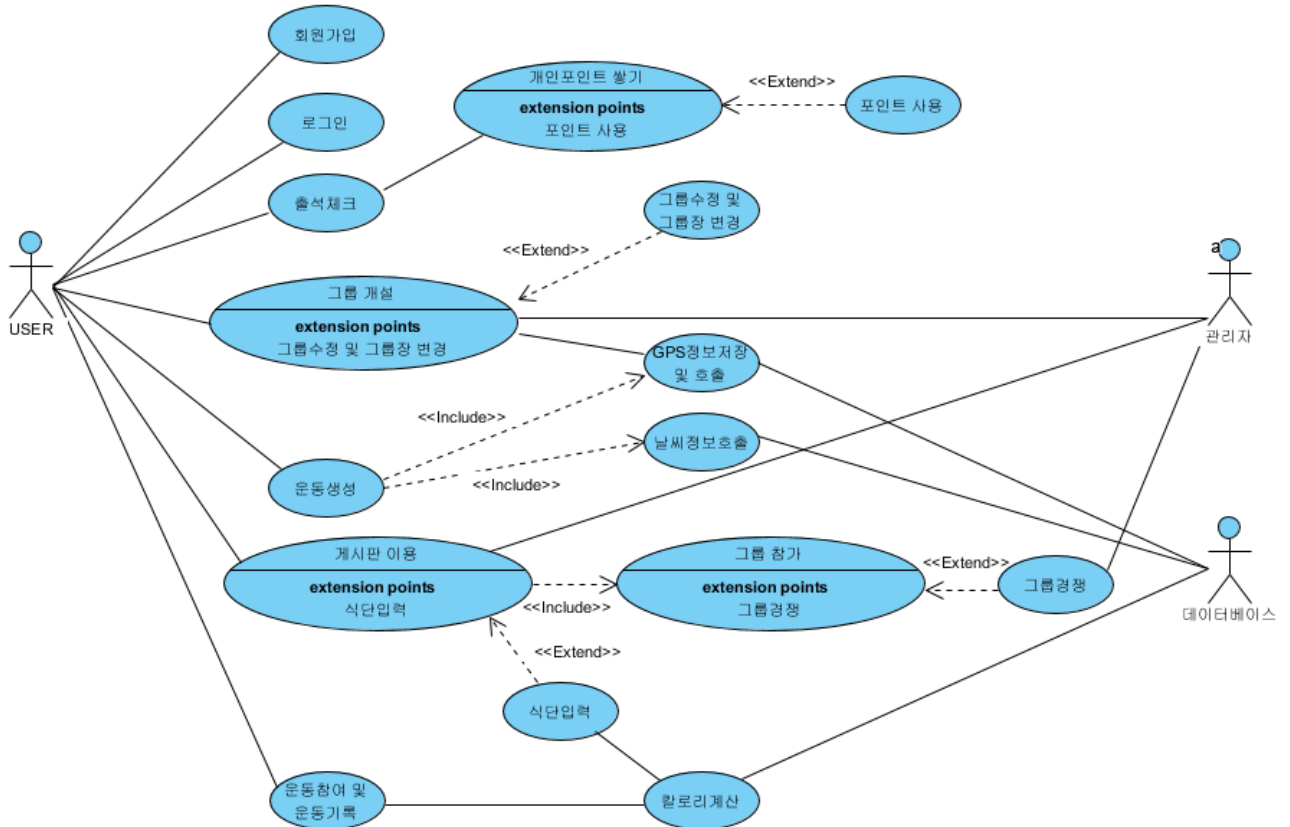 회원가입
개인포인트 쌓기
extension points
포인트 사용
<<Extend>>
포인트 사용
로그인
출석체크
그룹수정 및
그룹장 변경
<<Extend>>
a
USER
관리자
그룹 개설
extension points
그룹수정 및 그룹장 변경
GPS정보저장
및 호출
<<Include>>
날씨정보호출
<<Include>>
운동생성
게시판 이용
extension points
식단입력
<<Include>>
그룹 참가
extension points
그룹경쟁
<<Extend>>
그룹경쟁
데이터베이스
<<Extend>>
식단입력
운동참여 및
운동기록
칼로리계산